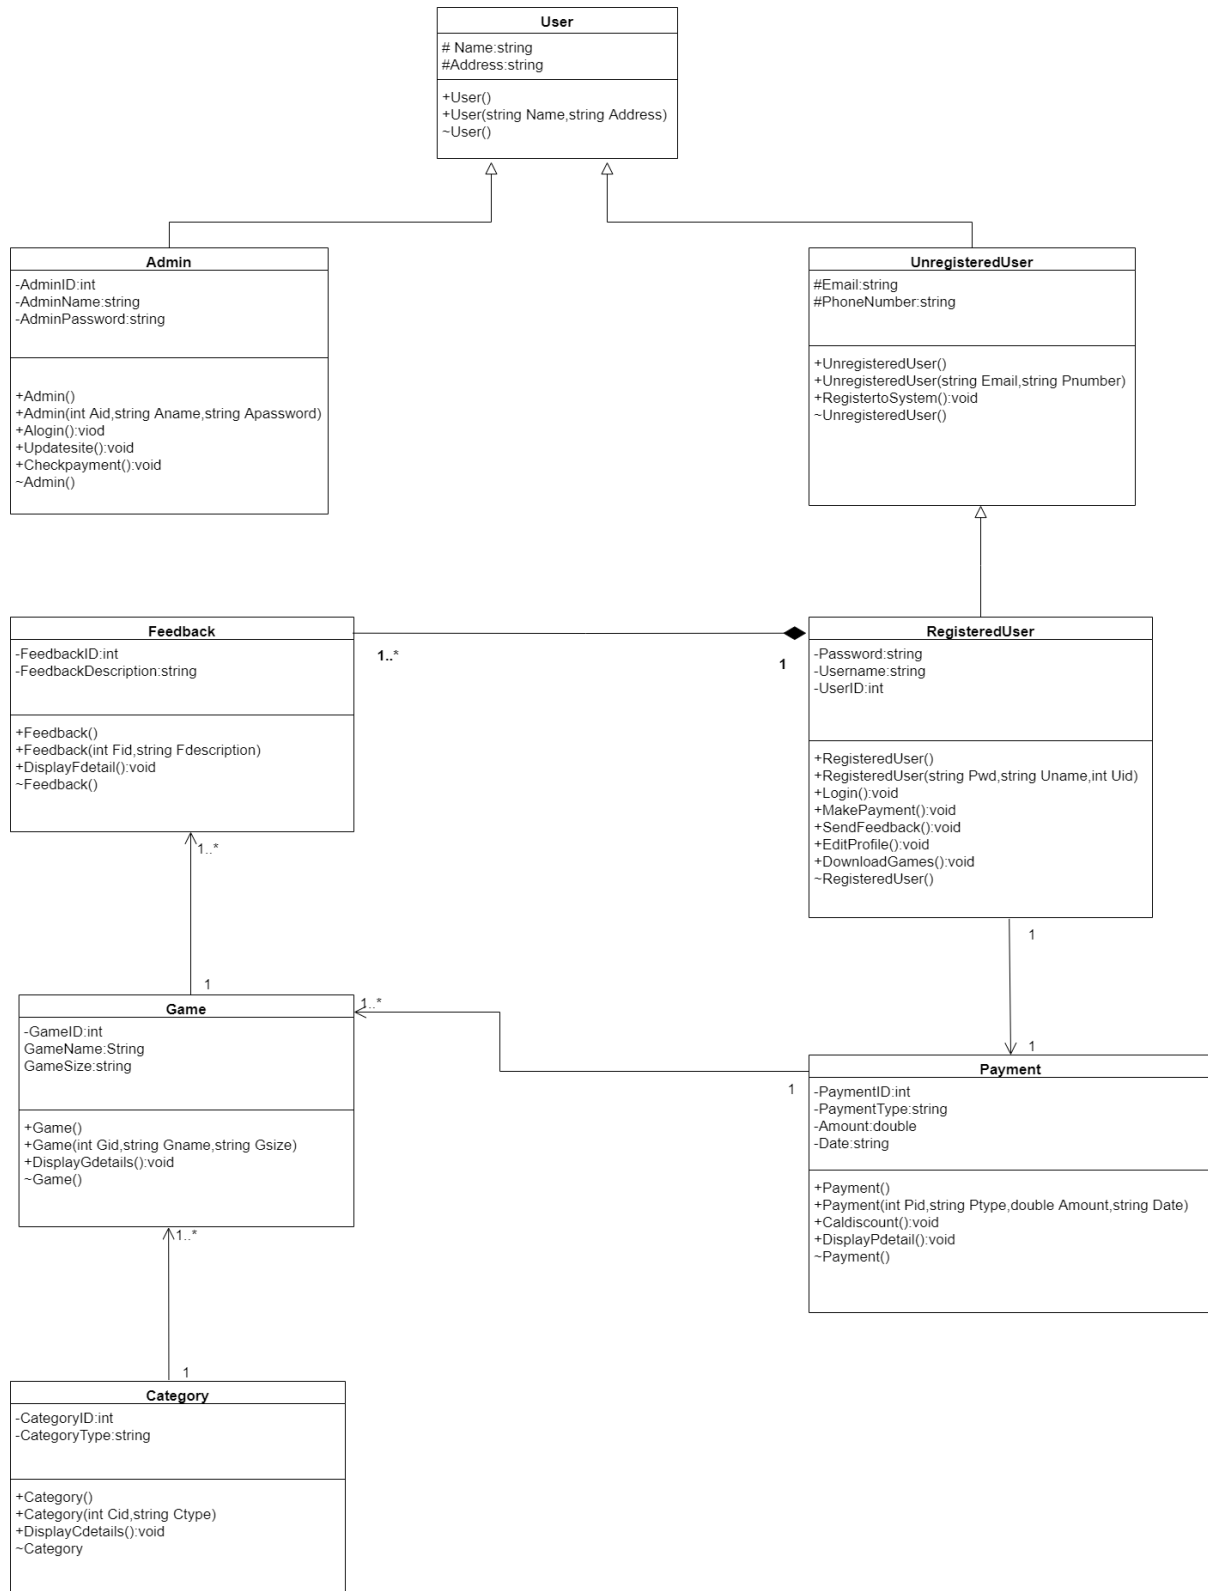 User
# Name:string
#Address:string
+User()
+User(string Name,string Address)
~User()
Admin
-AdminID:int
-AdminName:string
-AdminPassword:string
+Admin()
+Admin(int Aid,string Aname,string Apassword)
+Alogin():viod
+Updatesite():void
+Checkpayment():void
~Admin()
UnregisteredUser
#Email:string
#PhoneNumber:string
+UnregisteredUser()
+UnregisteredUser(string Email,string Pnumber)
+RegistertoSystem():void
~UnregisteredUser()
Feedback
-FeedbackID:int
-FeedbackDescription:string
+Feedback()
+Feedback(int Fid,string Fdescription)
+DisplayFdetail():void
~Feedback()
1..*
1
RegisteredUser
-Password:string
-Username:string
-UserID:int
+RegisteredUser()
+RegisteredUser(string Pwd,string Uname,int Uid)
+Login():void
+MakePayment():void
+SendFeedback():void
+EditProfile():void
+DownloadGames():void
~RegisteredUser()
1..*
1
1
1
Game
-GameID:int
GameName:String
GameSize:string
+Game()
+Game(int Gid,string Gname,string Gsize)
+DisplayGdetails():void
~Game()
1..*
1
Payment
-PaymentID:int
-PaymentType:string
-Amount:double
-Date:string
+Payment()
+Payment(int Pid,string Ptype,double Amount,string Date)
+Caldiscount():void
+DisplayPdetail():void
~Payment()
1..*
1
Category
-CategoryID:int
-CategoryType:string
+Category()
+Category(int Cid,string Ctype)
+DisplayCdetails():void
~Category